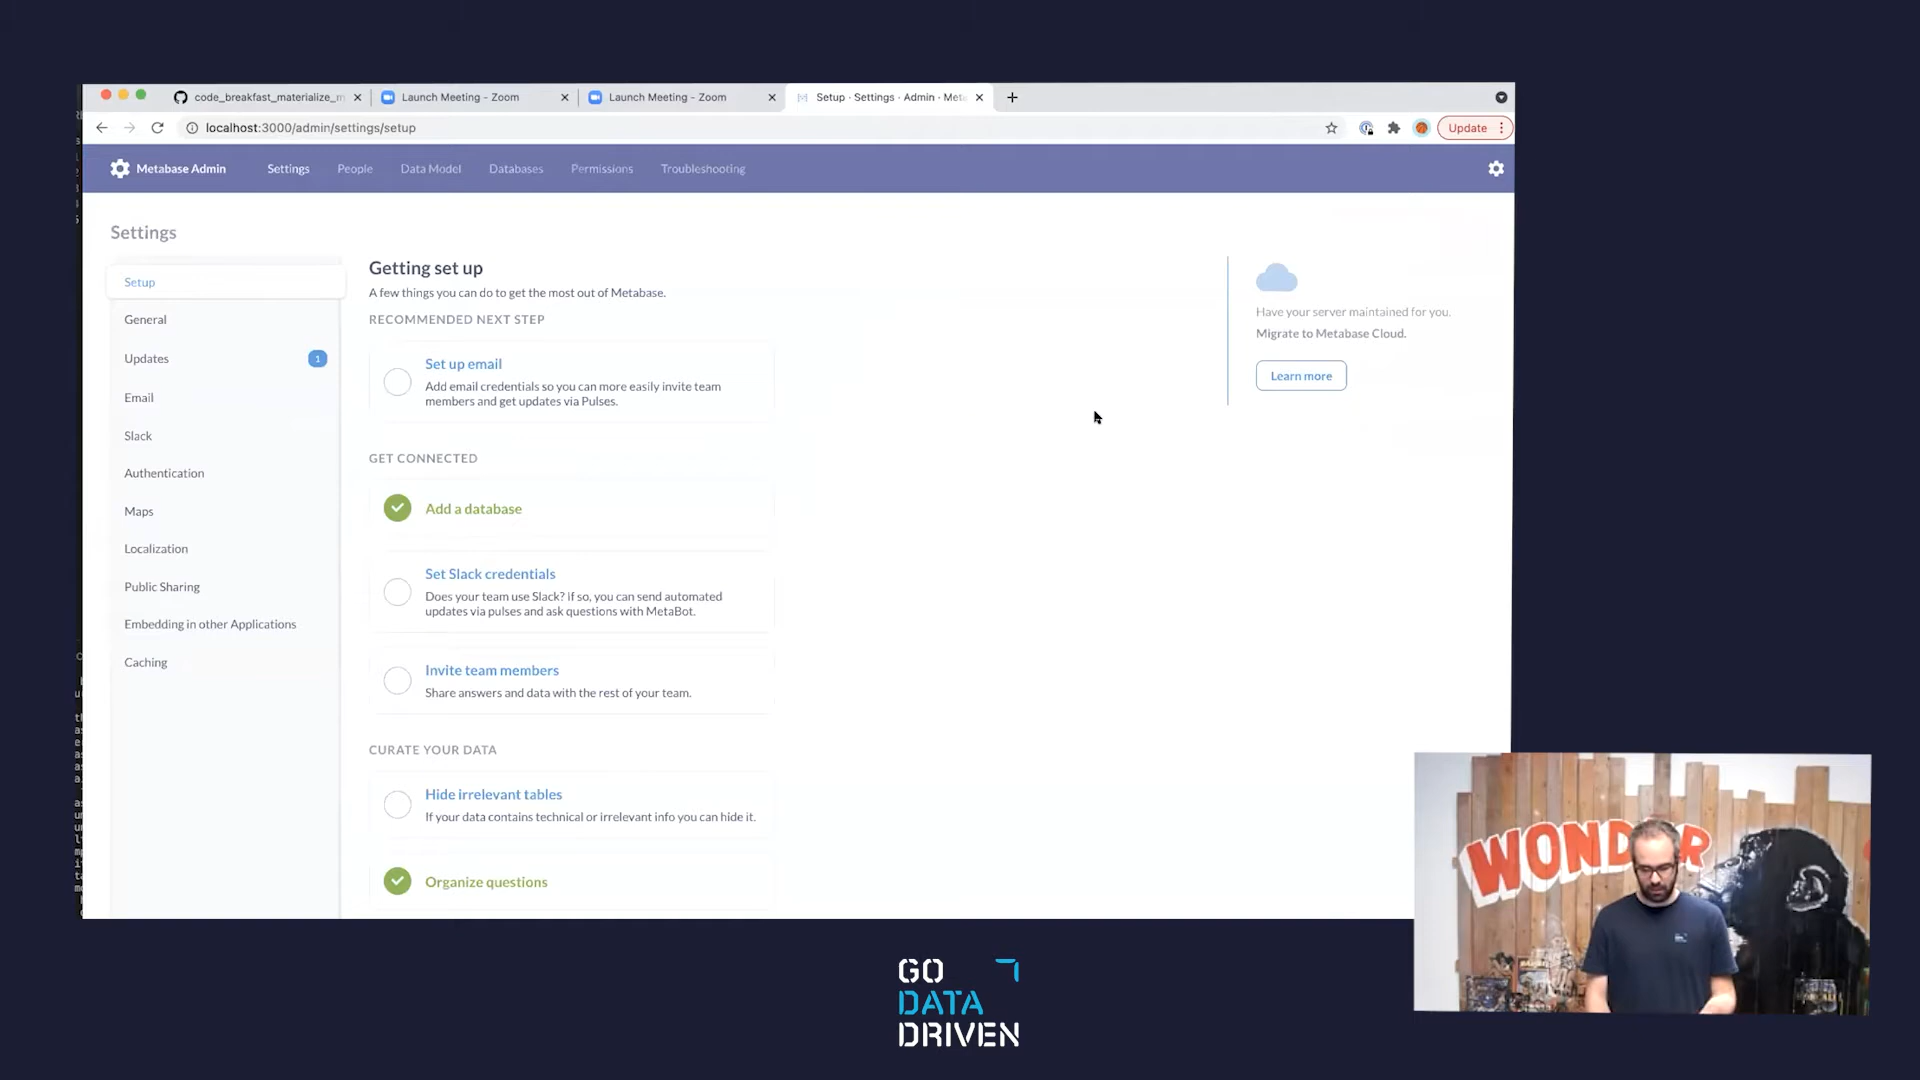 code_breakfast_materialize_m
Launch Meeting - Zoom
Launch Meeting - Zoom
Setup · Settings · Admin · Met
localhost:3000/admin/settings/setup
Update
Metabase Admin
Settings
People
Data Model
Databases
Permissions
Troubleshooting
Settings
Setup
General
Updates
1
Email
Slack
Authentication
Maps
Localization
Public Sharing
Embedding in other Applications
Caching
Getting set up
A few things you can do to get the most out of Metabase.
RECOMMENDED NEXT STEP
Set up email
Add email credentials so you can more easily invite team
members and get updates via Pulses.
GET CONNECTED
Add a database
Set Slack credentials
Does your team use Slack? If so, you can send automated
updates via pulses and ask questions with MetaBot.
Invite team members
Share answers and data with the rest of your team.
CURATE YOUR DATA
Hide irrelevant tables
If your data contains technical or irrelevant info you can hide it.
Organize questions
Have your server maintained for you.
Migrate to Metabase Cloud.
Learn more
WONDER
GO
DATA
DRIVEN